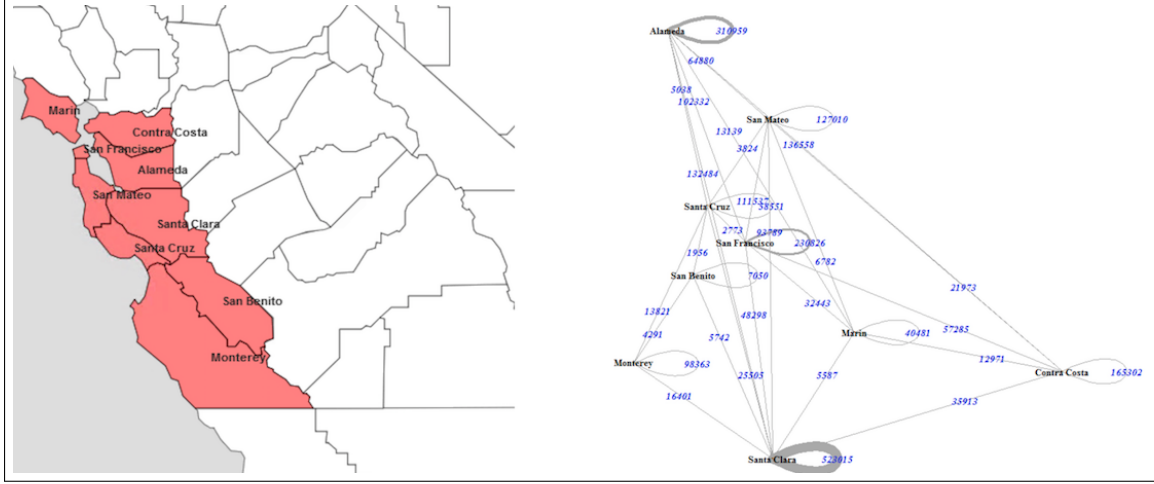 Marin
Contra Costa
San Francisco
Alameda
San Mateo
Santa Clara
Santa Cruz
San Benito
Monterey
Alameda
310959
64880
5038
102332
San Mateo
127010
13139
3824
136558
132484
Santa Cruz
111537
58551
2773
93789
San Francisco
230826
1956
6782
San Benito
7050
21973
32443
13821
48298
57285
4291
5742
Marin
40481
12971
Monterey
98363
Contra Costa
165302
25505
5587
16401
35913
Santa Clara
523015